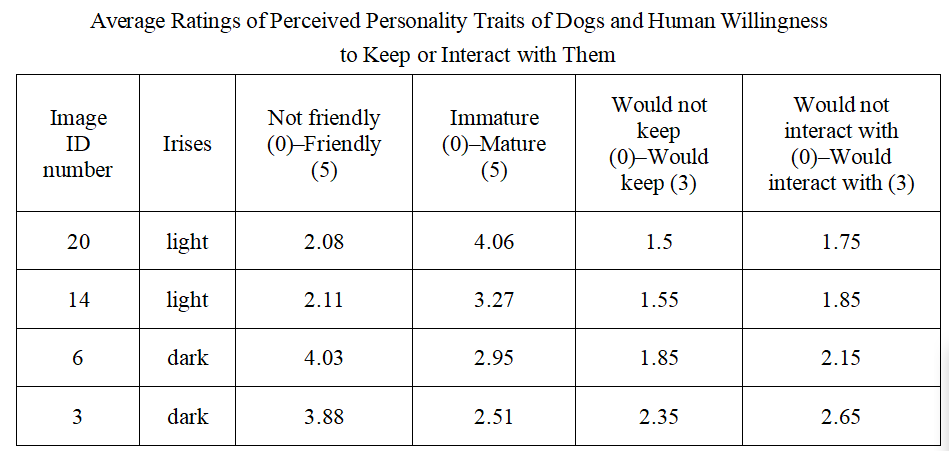 Average Ratings of Perceived Personality Traits of Dogs and Human Willingness
to Keep or Interact with Them
Image ID number | Irises | Not friendly (0)–Friendly (5) | Immature (0)–Mature (5) | Would not keep (0)–Would keep (3) | Would not interact with (0)–Would interact with (3)
20 | light | 2.08 | 4.06 | 1.5 | 1.75
14 | light | 2.11 | 3.27 | 1.55 | 1.85
6 | dark | 4.03 | 2.95 | 1.85 | 2.15
3 | dark | 3.88 | 2.51 | 2.35 | 2.65